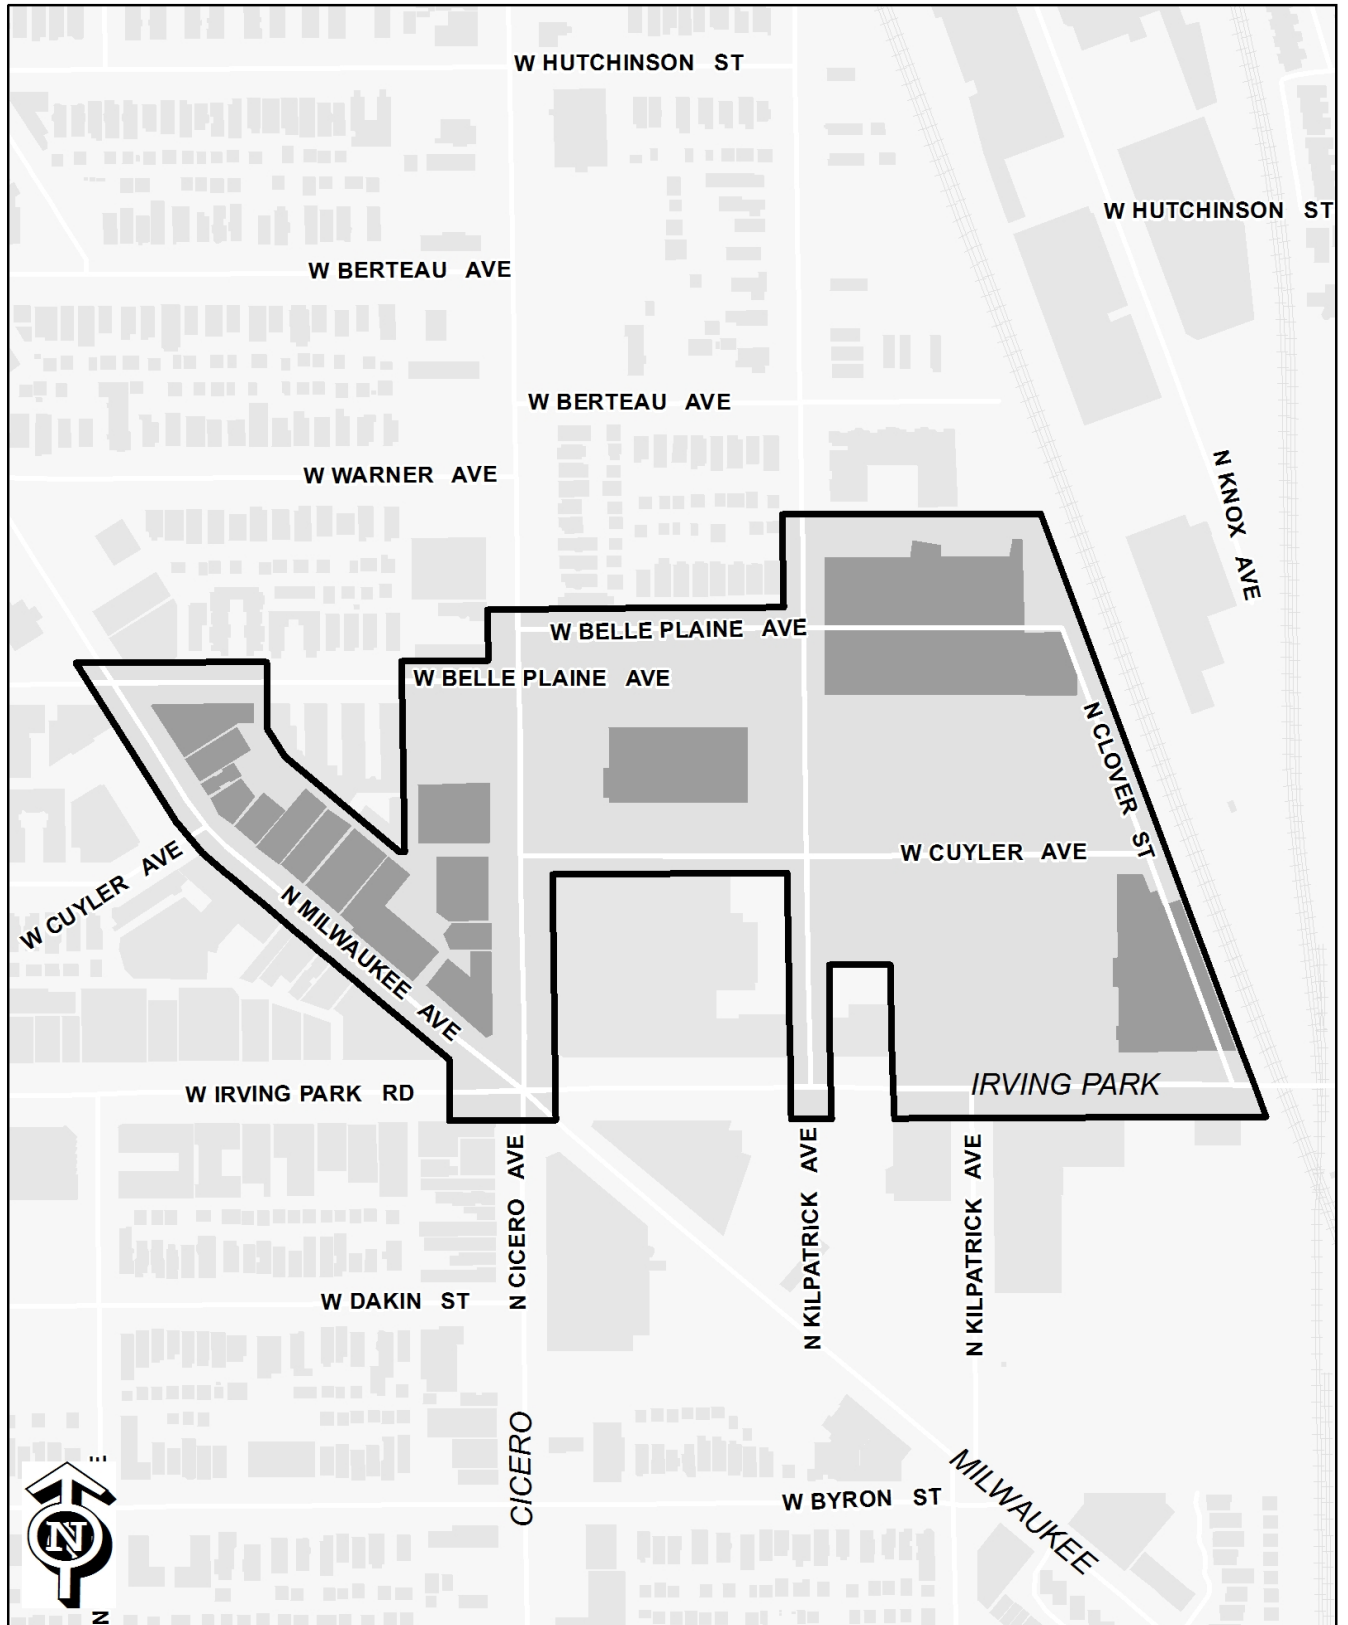 W HUTCHINSON ST
W HUTCHINSON ST
W BERTEAU AVE
W BERTEAU AVE
W WARNER AVE
N KNOX AVE
W BELLE PLAINE AVE
W BELLE PLAINE AVE
N CLOVER ST
W CUYLER AVE
W CUYLER AVE
N MILWAUKEE AVE
IRVING PARK
W IRVING PARK RD
N CICERO AVE
N KILPATRICK AVE
N KILPATRICK AVE
W DAKIN ST
CICERO
MILWAUKEE
W BYRON ST
N
N